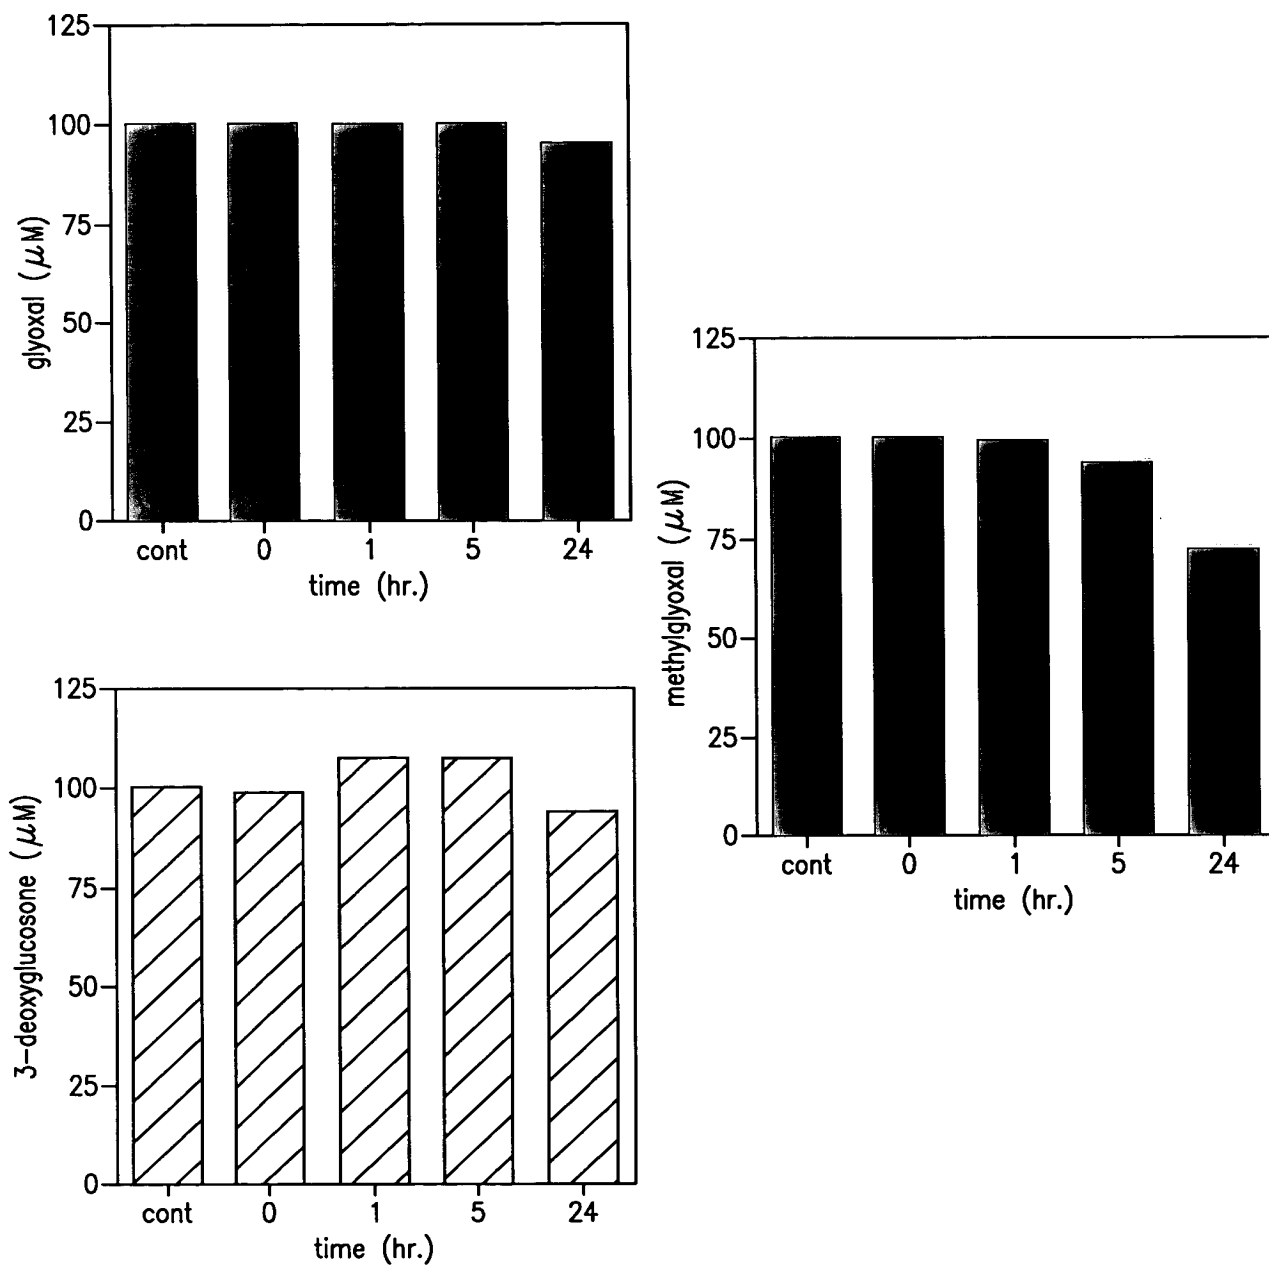 125
100
75
50
25
0
glyoxal (μM)
cont 0 1 5 24
time (hr.)
125
100
75
50
25
0
methylglyoxal (μM)
cont 0 1 5 24
time (hr.)
125
100
75
50
25
0
3-deoxyglucosone (μM)
cont 0 1 5 24
time (hr.)